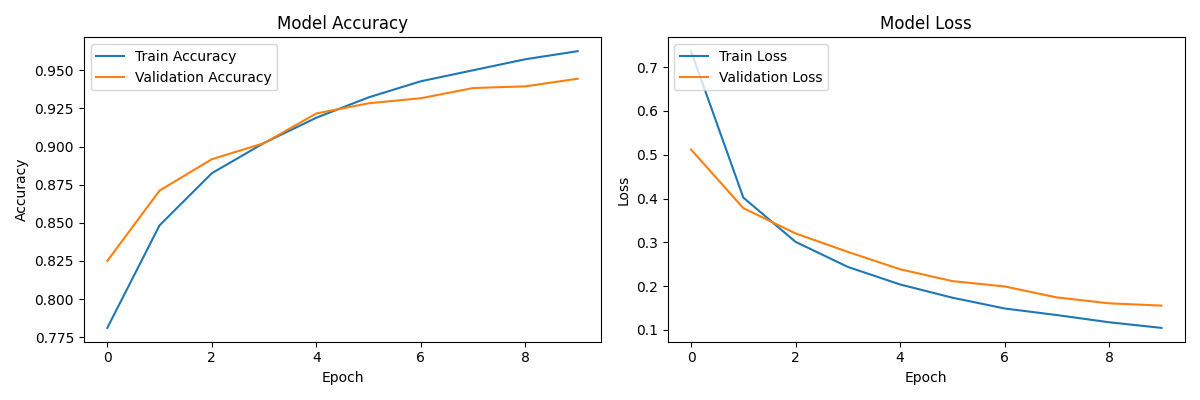 Model Accuracy
Train Accuracy
Validation Accuracy
0.950
0.925
0.900
0.875
0.850
0.825
0.800
0.775
Accuracy
0 2 4 6 8
Epoch
Model Loss
Train Loss
Validation Loss
0.7
0.6
0.5
0.4
0.3
0.2
0.1
Loss
0 2 4 6 8
Epoch